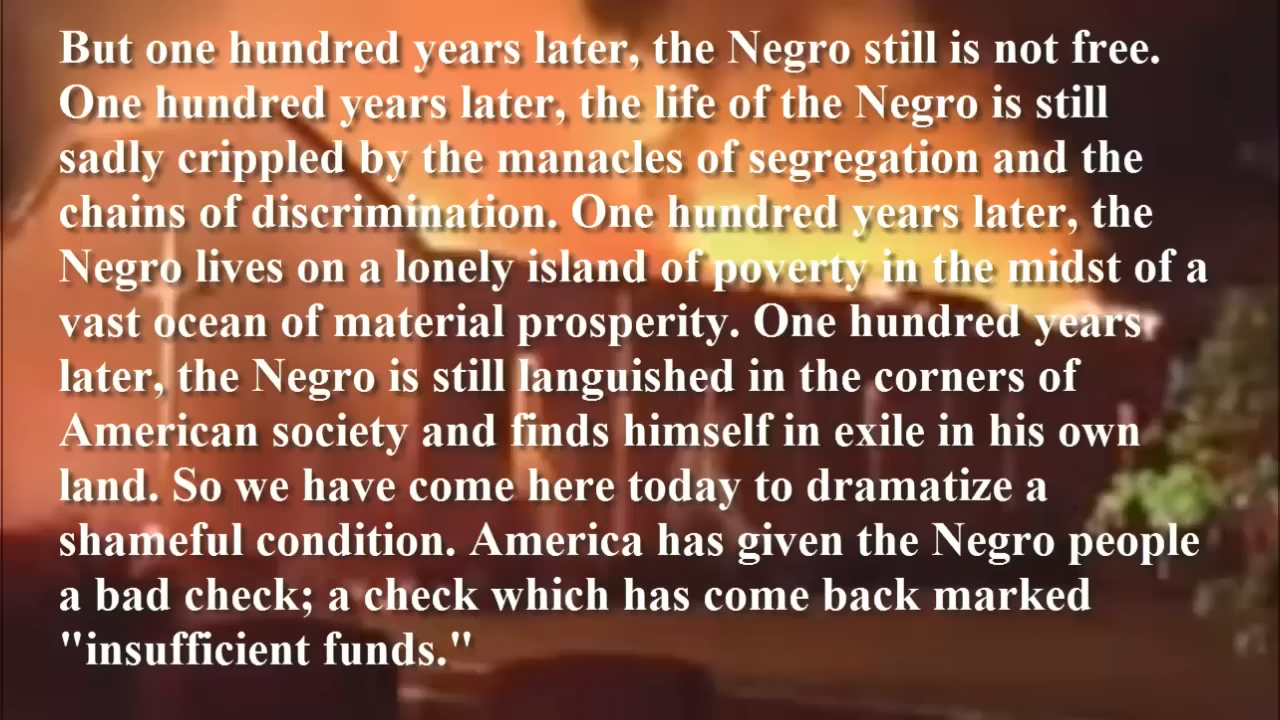 But one hundred years later, the Negro still is not free.
One hundred years later, the life of the Negro is still
sadly crippled by the manacles of segregation and the
chains of discrimination. One hundred years later, the
Negro lives on a lonely island of poverty in the midst of a
vast ocean of material prosperity. One hundred years
later, the Negro is still languished in the corners of
American society and finds himself in exile in his own
land. So we have come here today to dramatize a
shameful condition. America has given the Negro people
a bad check; a check which has come back marked
"insufficient funds."